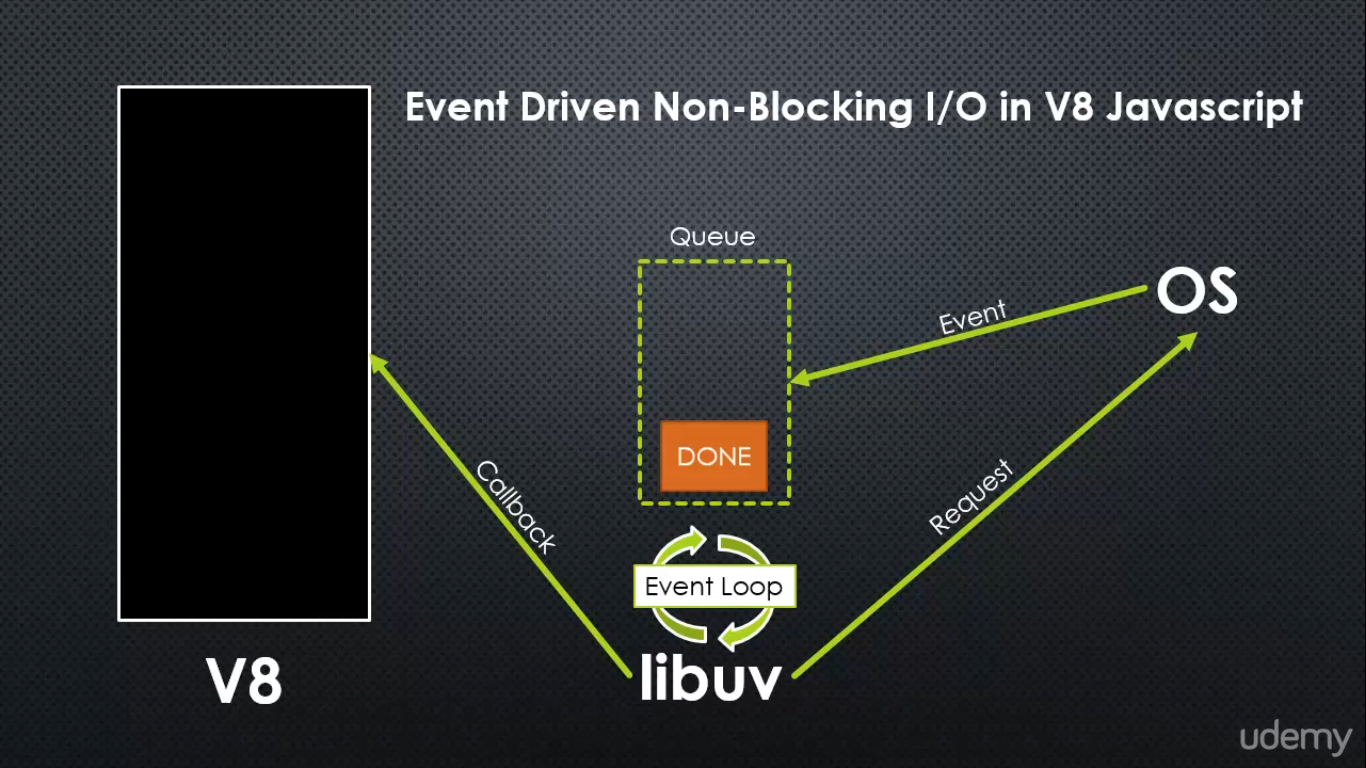 Event Driven Non-Blocking I/O in V8 Javascript
Queue
OS
Event
DONE
Callback
Request
Event Loop
libuv
V8
udemy